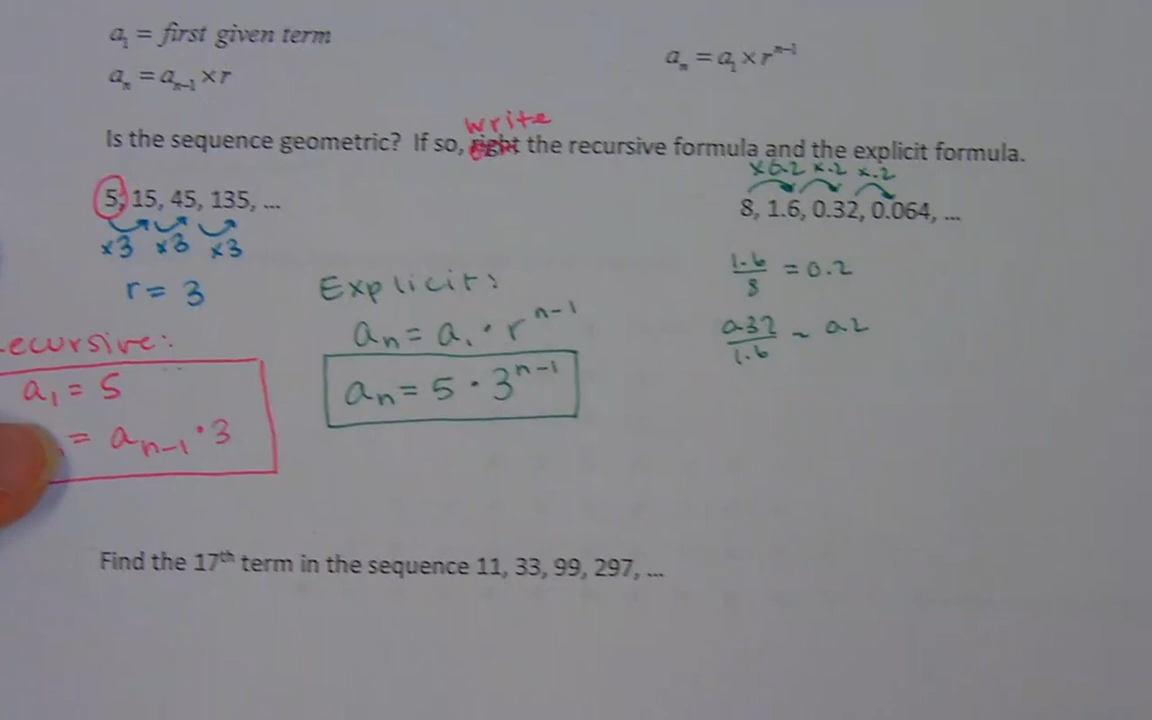 a₁ = first given term
aₙ = aₙ₋₁ × r
aₙ = a₁ × rⁿ⁻¹
write
Is the sequence geometric? If so, right the recursive formula and the explicit formula.
5, 15, 45, 135, ...
×3 ×3 ×3
r = 3
×0.2 ×.2 ×.2
8, 1.6, 0.32, 0.064, ...
1.6/8 = 0.2
0.32/1.6 = 0.2
Explicit:
aₙ = a₁ · rⁿ⁻¹
aₙ = 5 · 3ⁿ⁻¹
ecursive:
a₁ = 5
= aₙ₋₁ · 3
Find the 17ᵗʰ term in the sequence 11, 33, 99, 297, ...